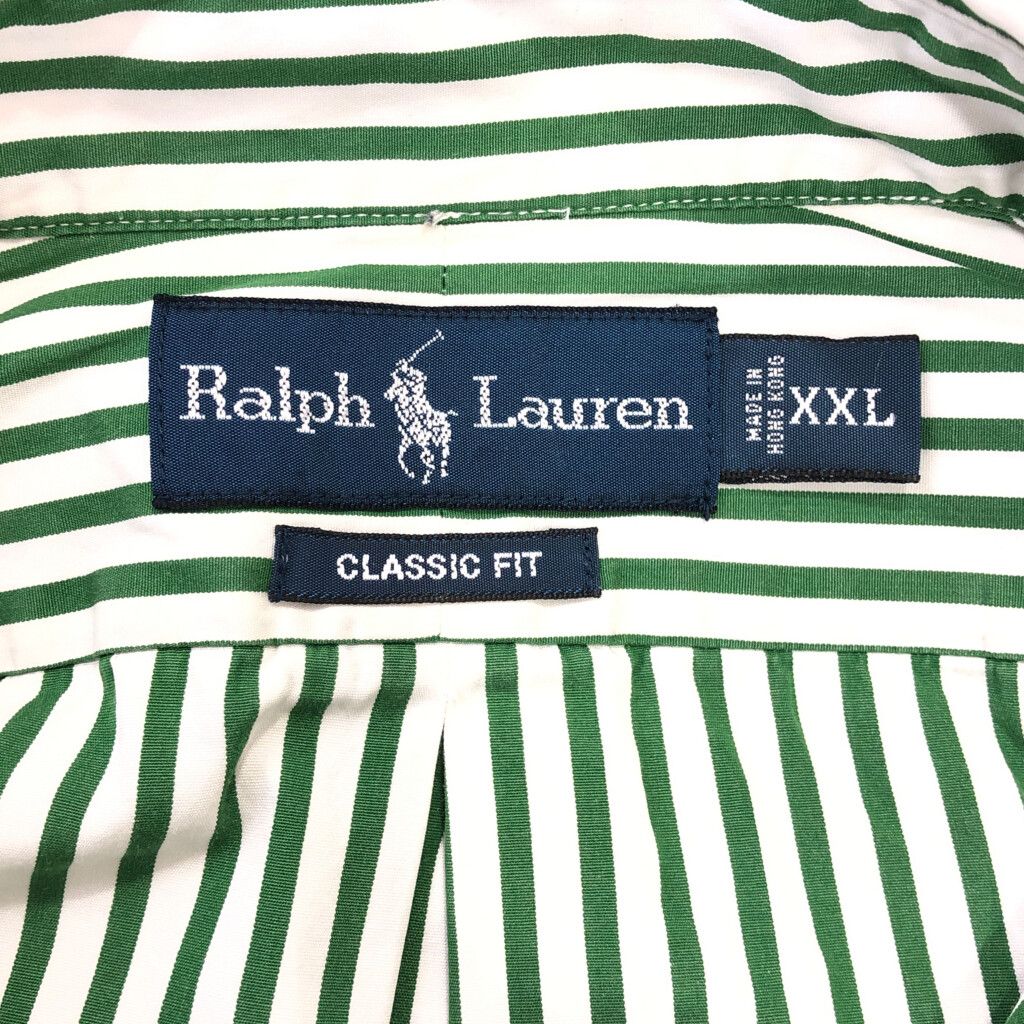 Ralph Lauren
MADE IN
HONG KONG
XXL
CLASSIC FIT